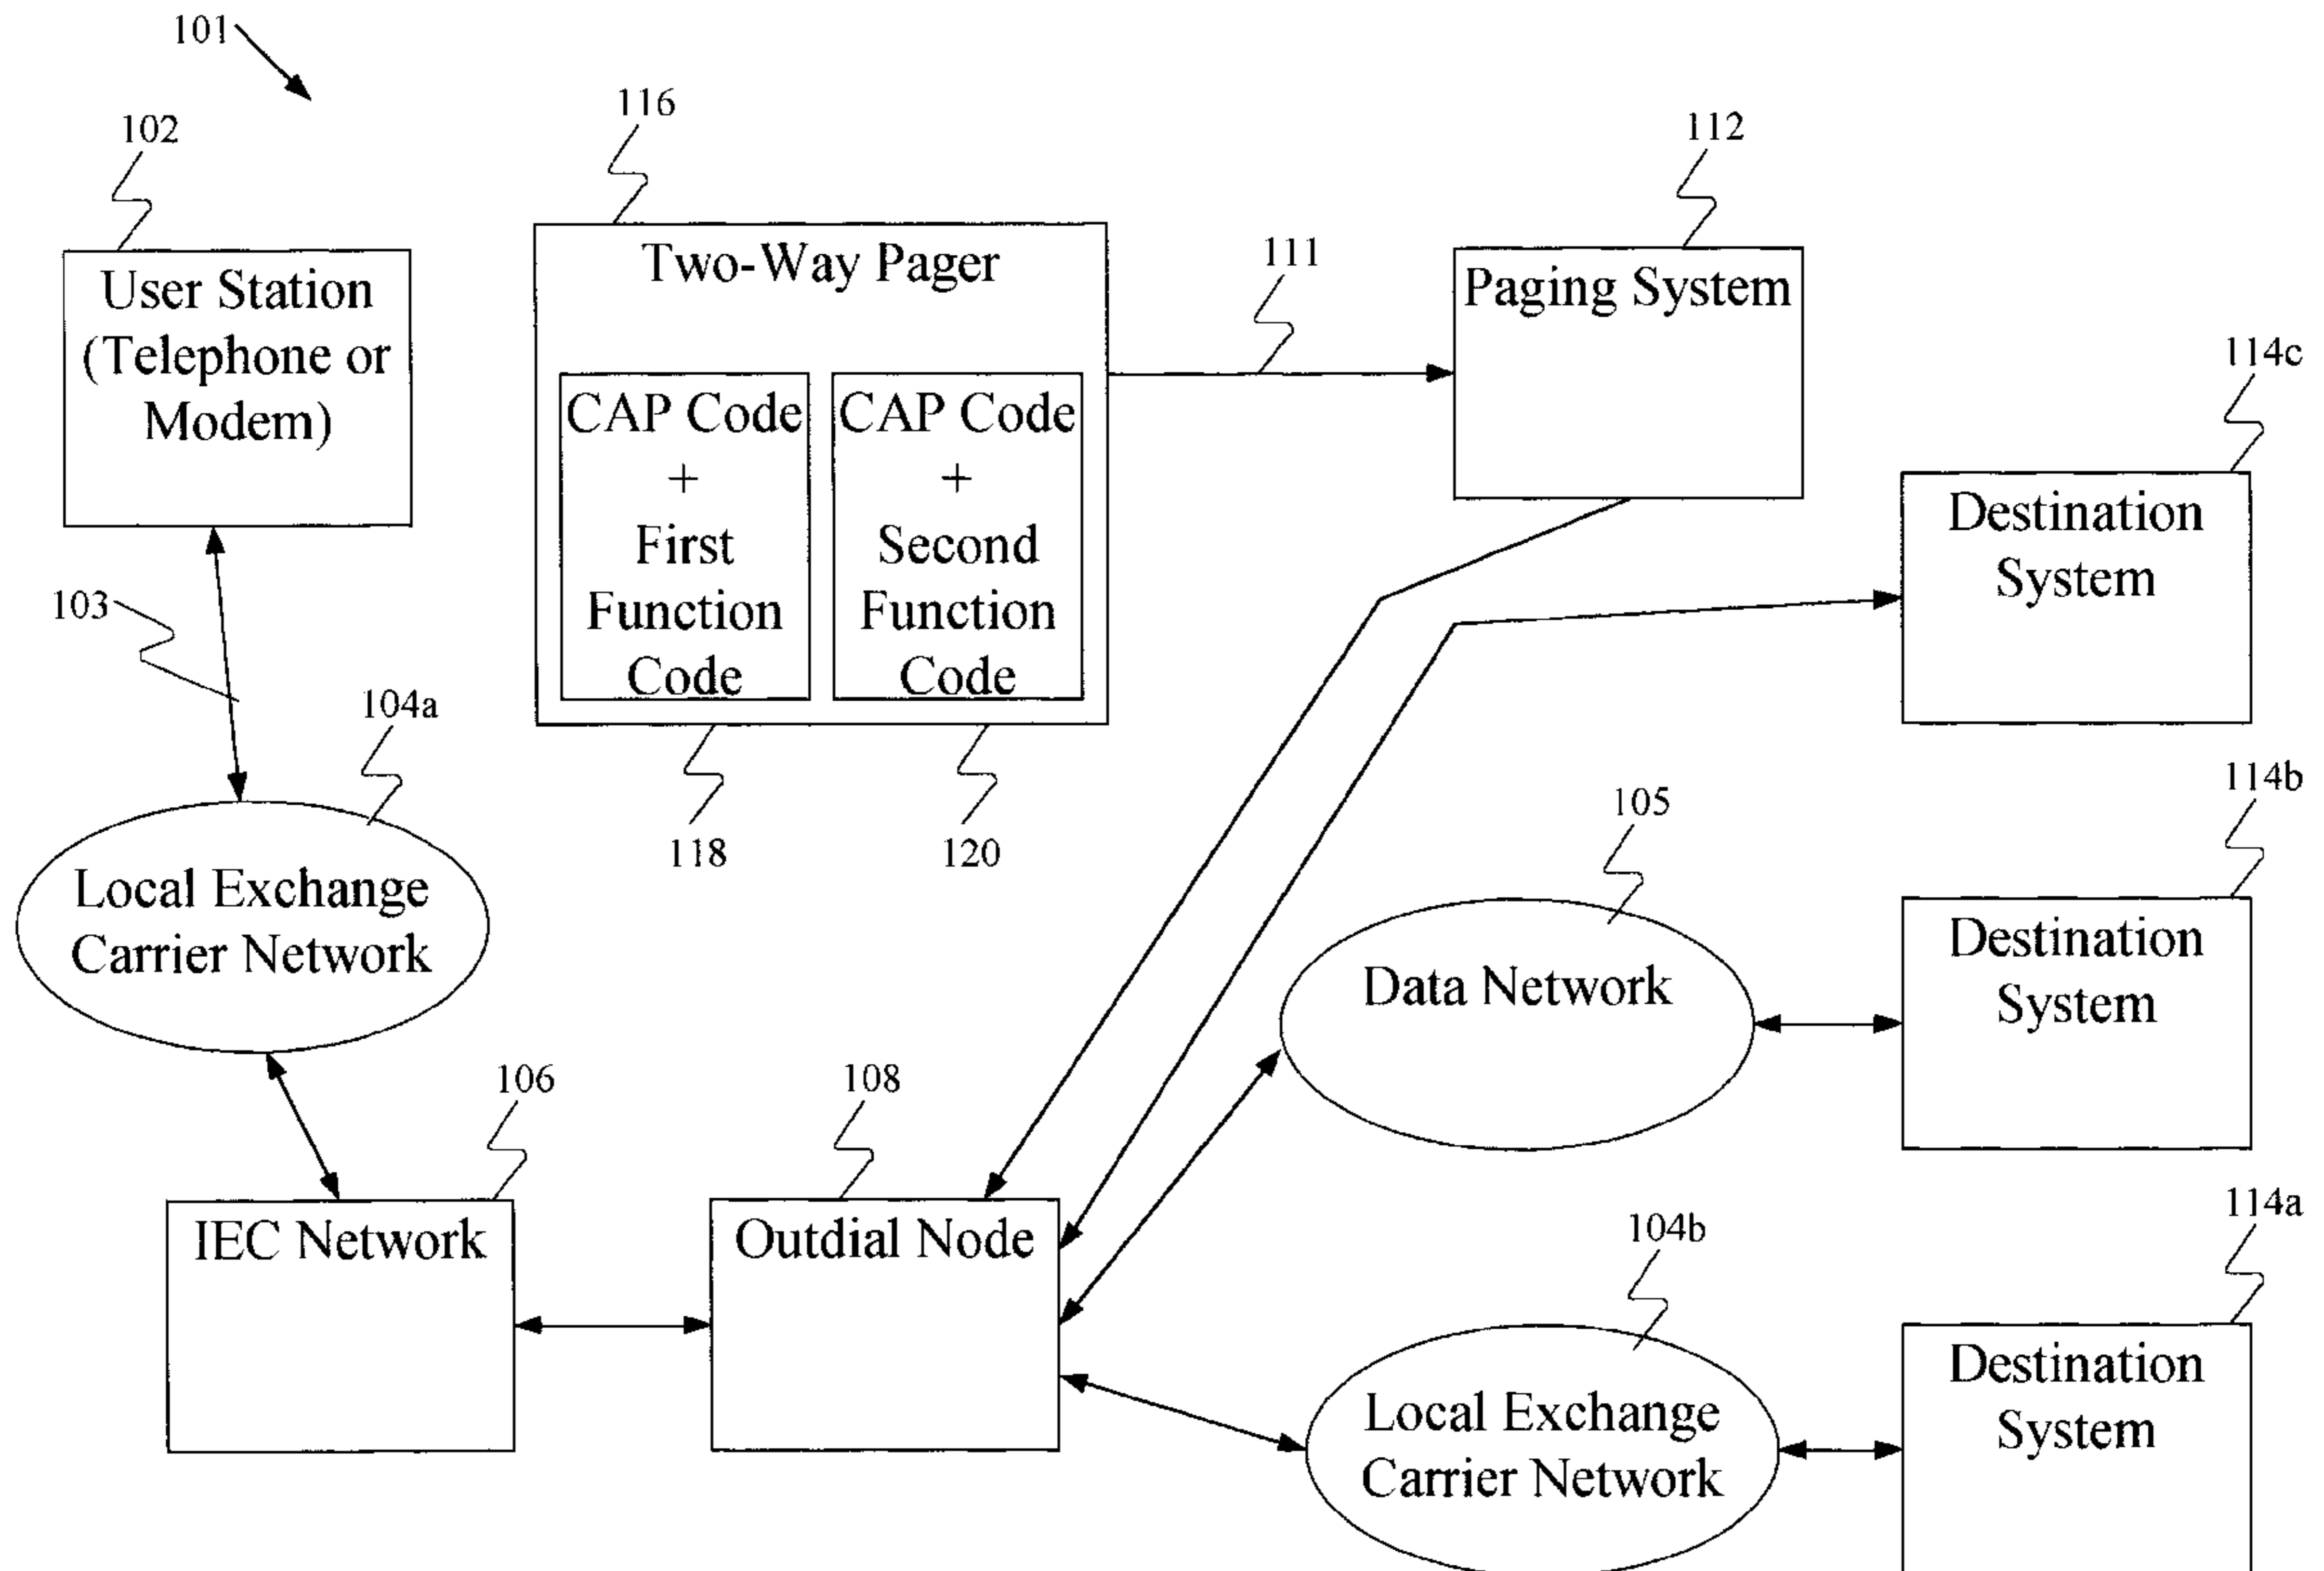 101
102
116
112
User Station
(Telephone or
Modem)
Two-Way Pager
111
Paging System
114c
CAP Code
+
First
Function
Code
CAP Code
+
Second
Function
Code
Destination
System
103
104a
118
120
105
114b
Local Exchange
Carrier Network
Data Network
Destination
System
106
108
104b
114a
IEC Network
Outdial Node
Local Exchange
Carrier Network
Destination
System